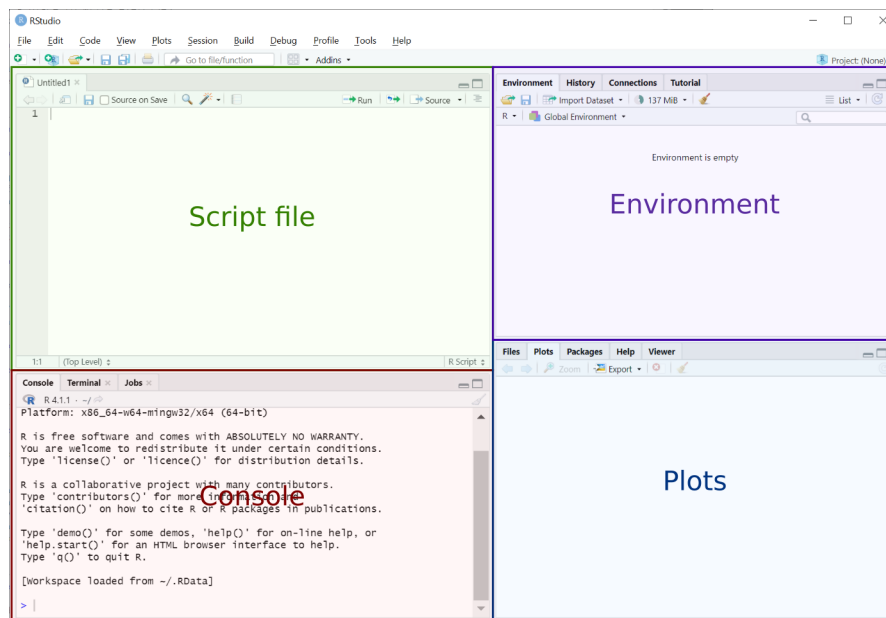 RStudio
File Edit Code View Plots Session Build Debug Profile Tools Help
Go to file/function Addins Project: (None)
Untitled1
Source on Save Run Source
1
Script file
1:1 (Top Level) R Script
Environment History Connections Tutorial
Import Dataset 137 MiB List
R Global Environment
Environment is empty
Environment
Console Terminal Jobs
R 4.1.1 · ~/
Platform: x86_64-w64-mingw32/x64 (64-bit)
R is free software and comes with ABSOLUTELY NO WARRANTY.
You are welcome to redistribute it under certain conditions.
Type 'license()' or 'licence()' for distribution details.
R is a collaborative project with many contributors.
Type 'contributors()' for more information and
'citation()' on how to cite R or R packages in publications.
Console
Type 'demo()' for some demos, 'help()' for on-line help, or
'help.start()' for an HTML browser interface to help.
Type 'q()' to quit R.
[Workspace loaded from ~/.RData]
>
Files Plots Packages Help Viewer
Zoom Export
Plots